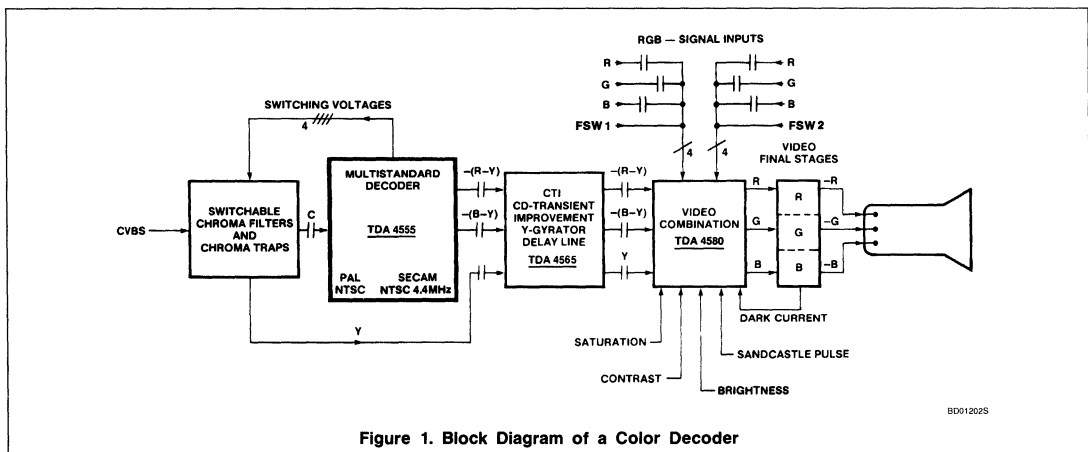 RGB — SIGNAL INPUTS
R
R
G
G
B
B
FSW 1
FSW 2
4
4
SWITCHING VOLTAGES
4
VIDEO
FINAL STAGES
CVBS
SWITCHABLE
CHROMA FILTERS
AND
CHROMA TRAPS
C
MULTISTANDARD
DECODER
TDA 4555
PAL SECAM
NTSC NTSC 4.4MHz
–(R–Y)
–(B–Y)
Y
CTI
CD-TRANSIENT
IMPROVEMENT
Y-GYRATOR
DELAY LINE
TDA 4565
–(R–Y)
–(B–Y)
Y
VIDEO
COMBINATION
TDA 4580
R
G
B
R
G
B
–R
–G
–B
DARK CURRENT
SATURATION
SANDCASTLE PULSE
CONTRAST
BRIGHTNESS
BD01202S
Figure 1. Block Diagram of a Color Decoder